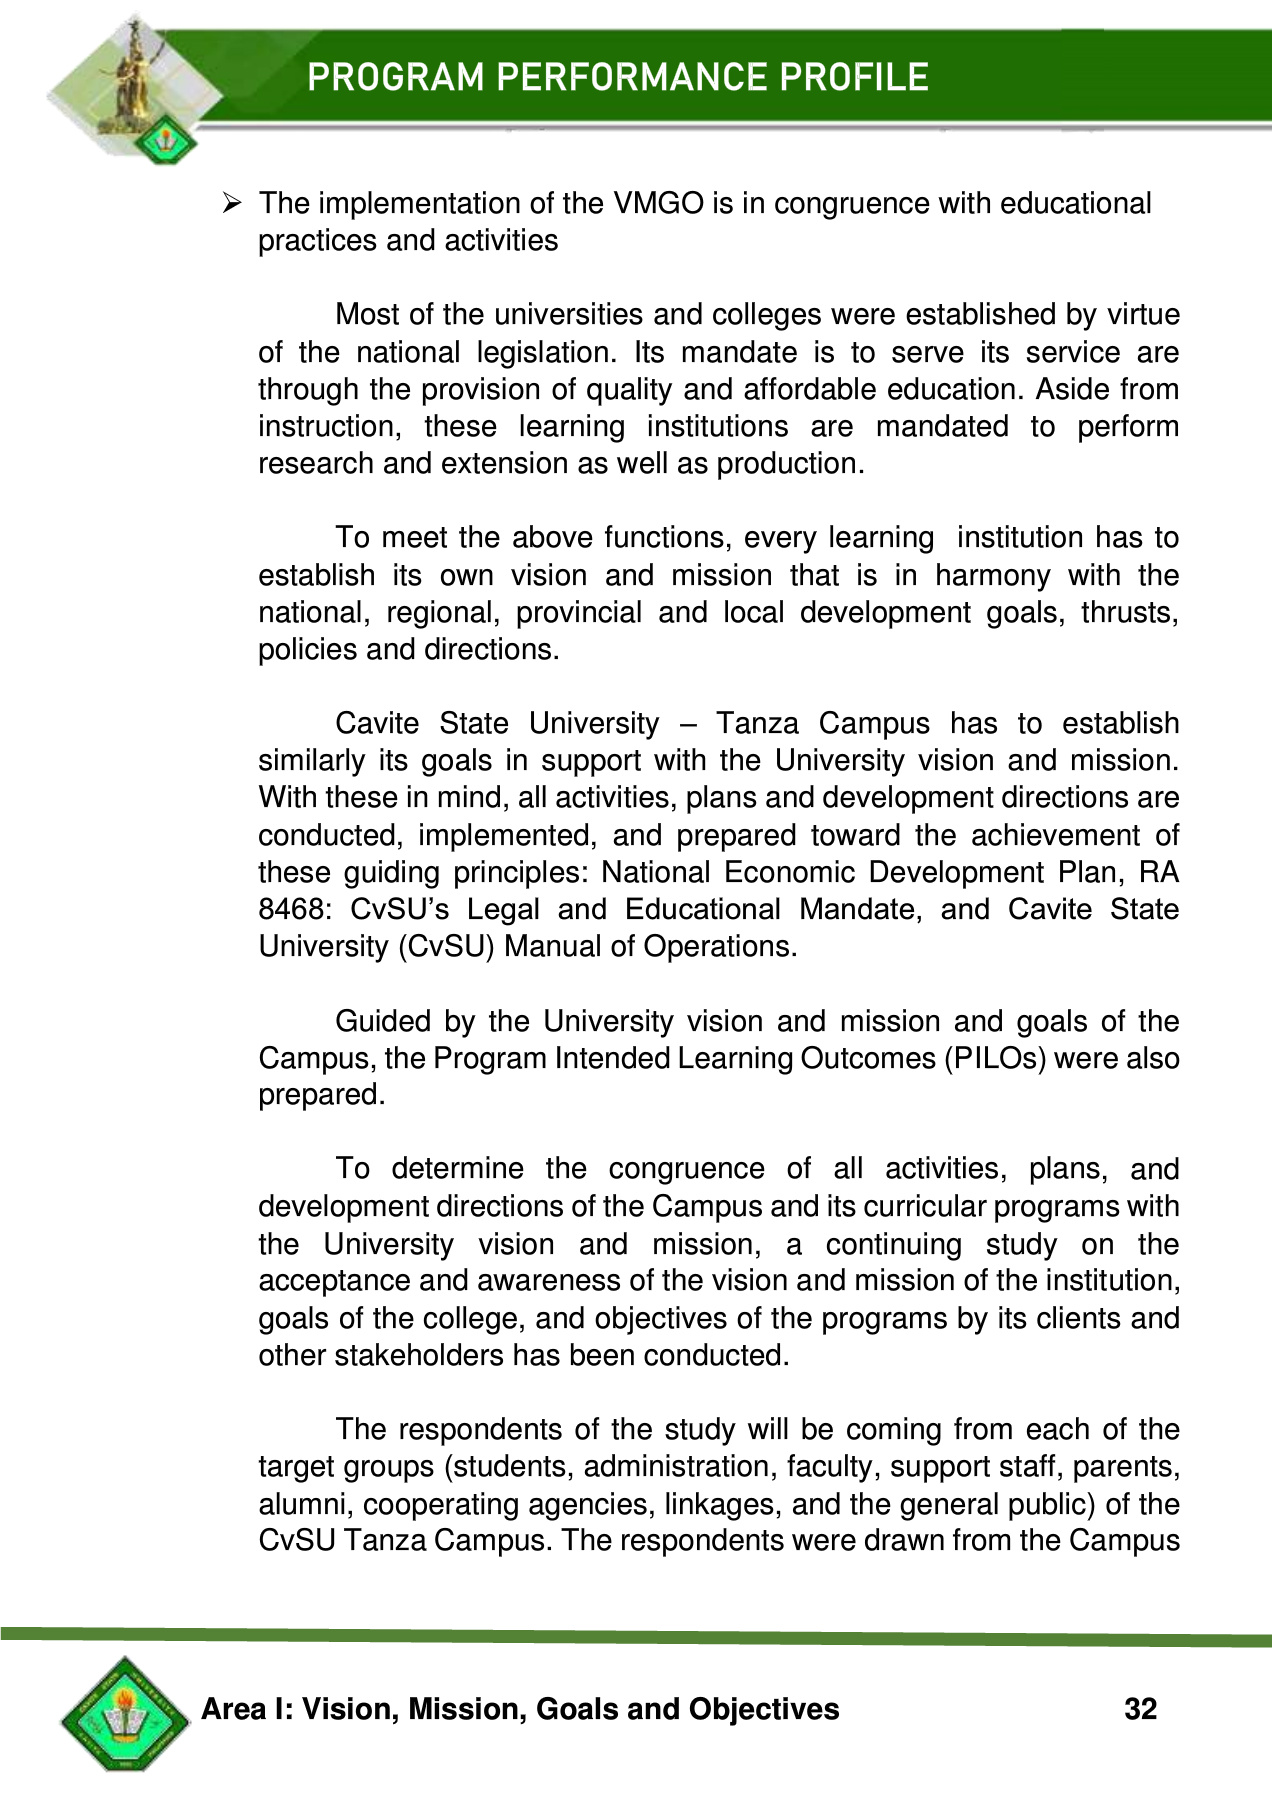 PROGRAM PERFORMANCE PROFILE
➢ The implementation of the VMGO is in congruence with educational
practices and activities
Most of the universities and colleges were established by virtue
of the national legislation. Its mandate is to serve its service are
through the provision of quality and affordable education. Aside from
instruction, these learning institutions are mandated to perform
research and extension as well as production.
To meet the above functions, every learning institution has to
establish its own vision and mission that is in harmony with the
national, regional, provincial and local development goals, thrusts,
policies and directions.
Cavite State University – Tanza Campus has to establish
similarly its goals in support with the University vision and mission.
With these in mind, all activities, plans and development directions are
conducted, implemented, and prepared toward the achievement of
these guiding principles: National Economic Development Plan, RA
8468: CvSU’s Legal and Educational Mandate, and Cavite State
University (CvSU) Manual of Operations.
Guided by the University vision and mission and goals of the
Campus, the Program Intended Learning Outcomes (PILOs) were also
prepared.
To determine the congruence of all activities, plans, and
development directions of the Campus and its curricular programs with
the University vision and mission, a continuing study on the
acceptance and awareness of the vision and mission of the institution,
goals of the college, and objectives of the programs by its clients and
other stakeholders has been conducted.
The respondents of the study will be coming from each of the
target groups (students, administration, faculty, support staff, parents,
alumni, cooperating agencies, linkages, and the general public) of the
CvSU Tanza Campus. The respondents were drawn from the Campus
Area I: Vision, Mission, Goals and Objectives 32